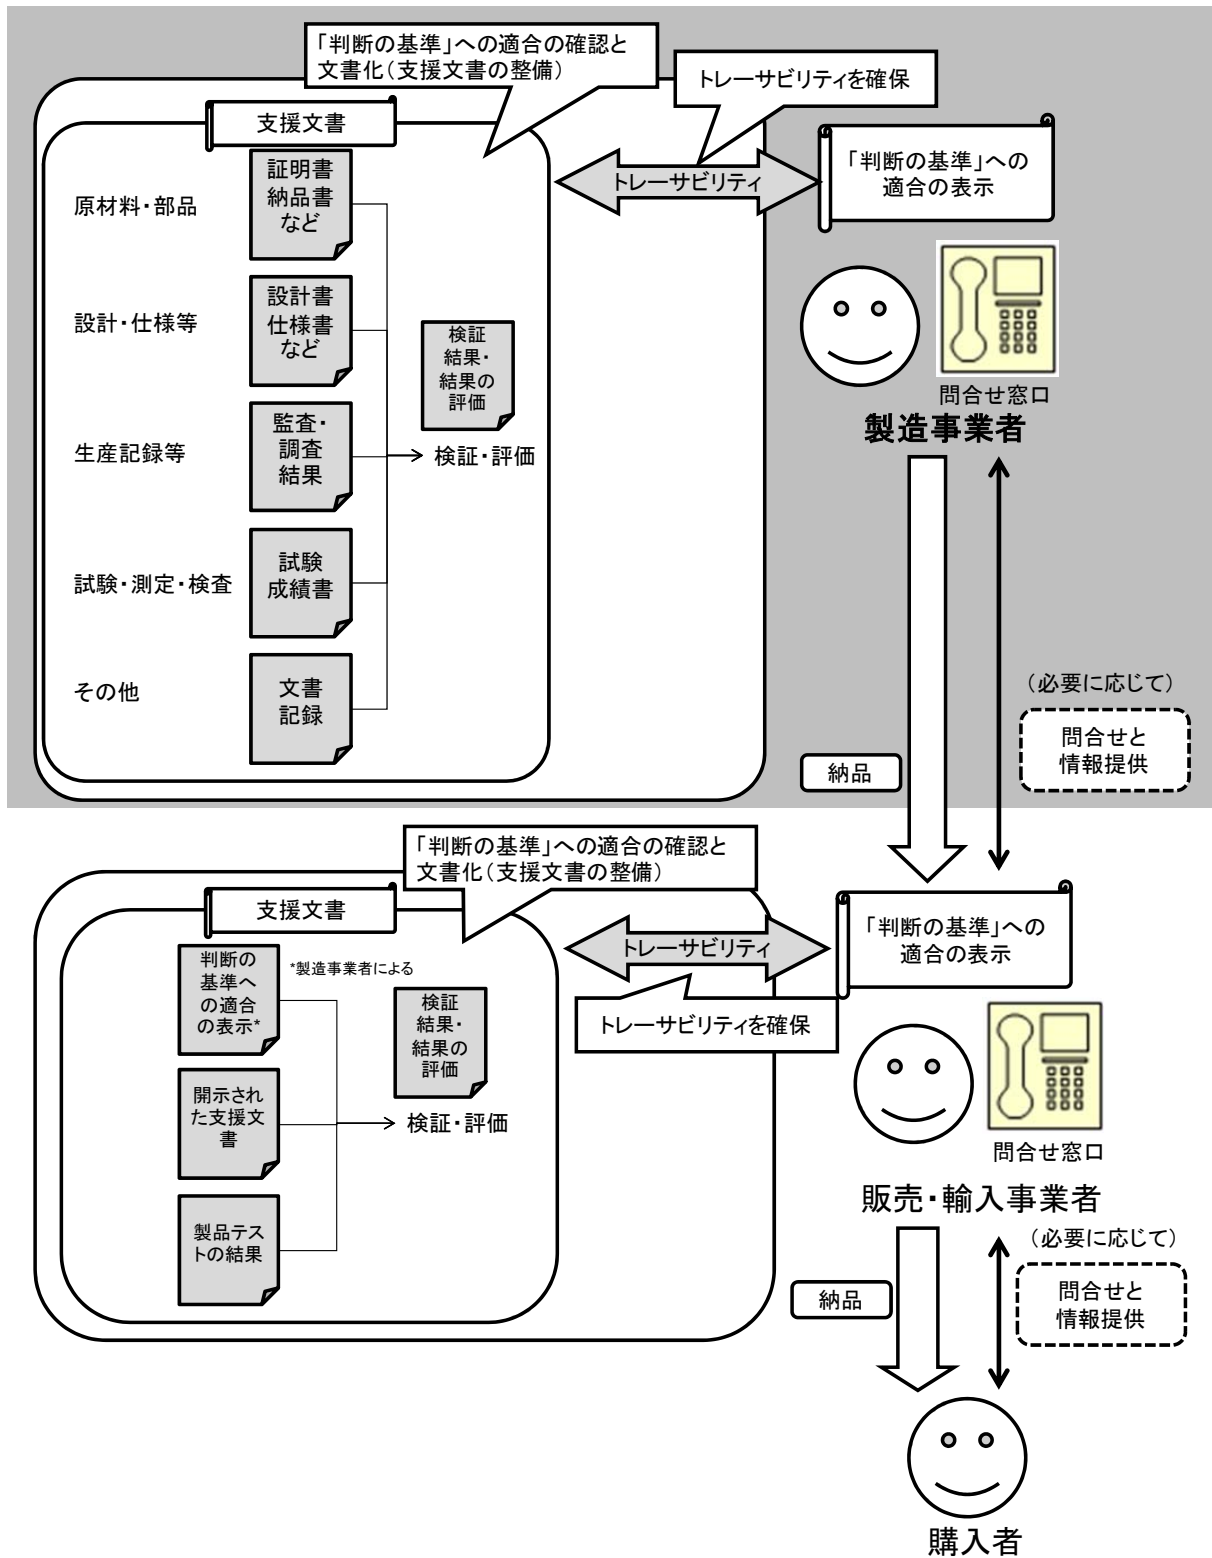 「判断の基準」への適合の確認と
文書化(支援文書の整備)
トレーサビリティを確保
支援文書
トレーサビリティ
「判断の基準」への
適合の表示
原材料・部品
証明書
納品書
など
設計・仕様等
設計書
仕様書
など
検証
結果・
結果の
評価
生産記録等
監査・
調査
結果
検証・評価
試験・測定・検査
試験
成績書
その他
文書
記録
問合せ窓口
製造事業者
(必要に応じて)
問合せと
情報提供
納品
「判断の基準」への適合の確認と
文書化(支援文書の整備)
支援文書
トレーサビリティ
「判断の基準」への
適合の表示
トレーサビリティを確保
判断の
基準へ
の適合
の表示*
*製造事業者による
検証
結果・
結果の
評価
開示され
た支援文
書
検証・評価
製品テス
トの結果
問合せ窓口
販売・輸入事業者
(必要に応じて)
問合せと
情報提供
納品
購入者